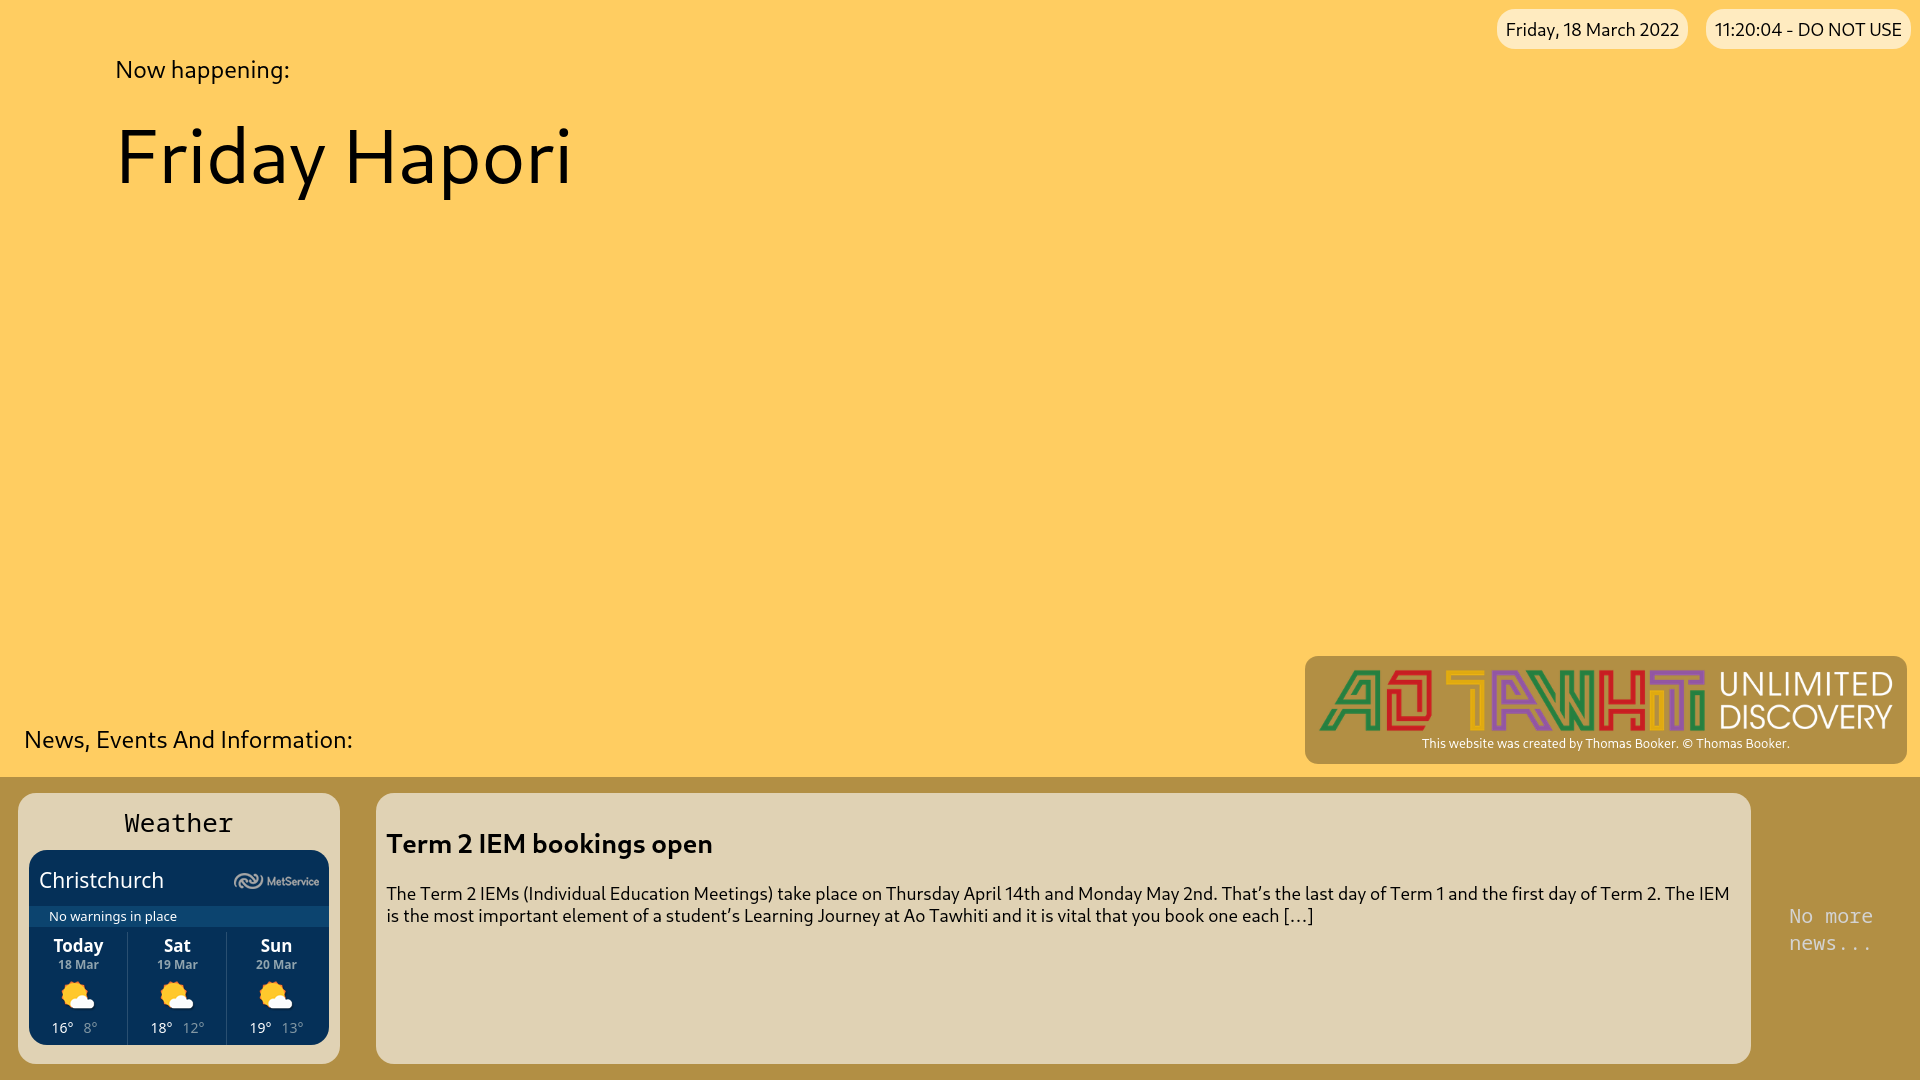 Friday, 18 March 2022
11:20:04 - DO NOT USE
Now happening:
Friday Hapori
AO TAWHITI UNLIMITED
DISCOVERY
This website was created by Thomas Booker. © Thomas Booker.
News, Events And Information:
Weather
Christchurch
MetService
No warnings in place
Today Sat Sun
18 Mar 19 Mar 20 Mar
16° 8° 18° 12° 19° 13°
Term 2 IEM bookings open
The Term 2 IEMs (Individual Education Meetings) take place on Thursday April 14th and Monday May 2nd. That’s the last day of Term 1 and the first day of Term 2. The IEM
is the most important element of a student’s Learning Journey at Ao Tawhiti and it is vital that you book one each […]
No more
news...